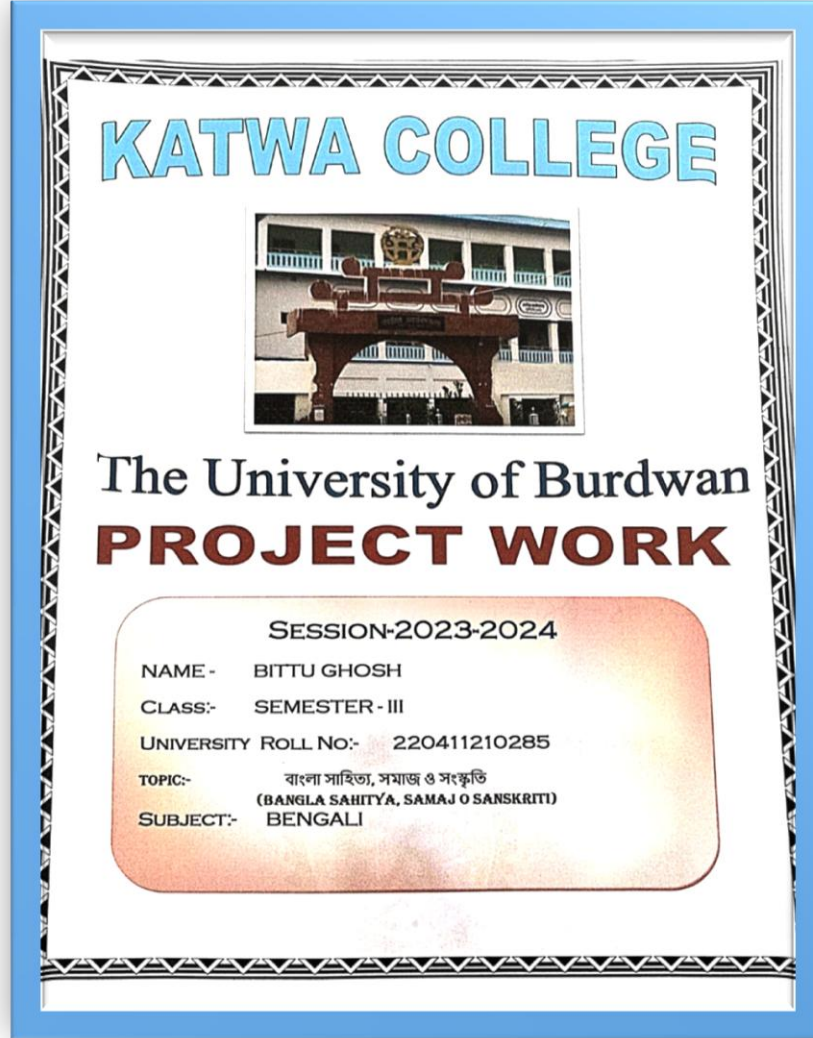 KATWA COLLEGE
The University of Burdwan
PROJECT WORK
SESSION-2023-2024
NAME - BITTU GHOSH
CLASS:- SEMESTER - III
UNIVERSITY ROLL NO:- 220411210285
TOPIC:- বাংলা সাহিত্য, সমাজ ও সংস্কৃতি
(BANGLA SAHITYA, SAMAJ O SANSKRITI)
SUBJECT:- BENGALI